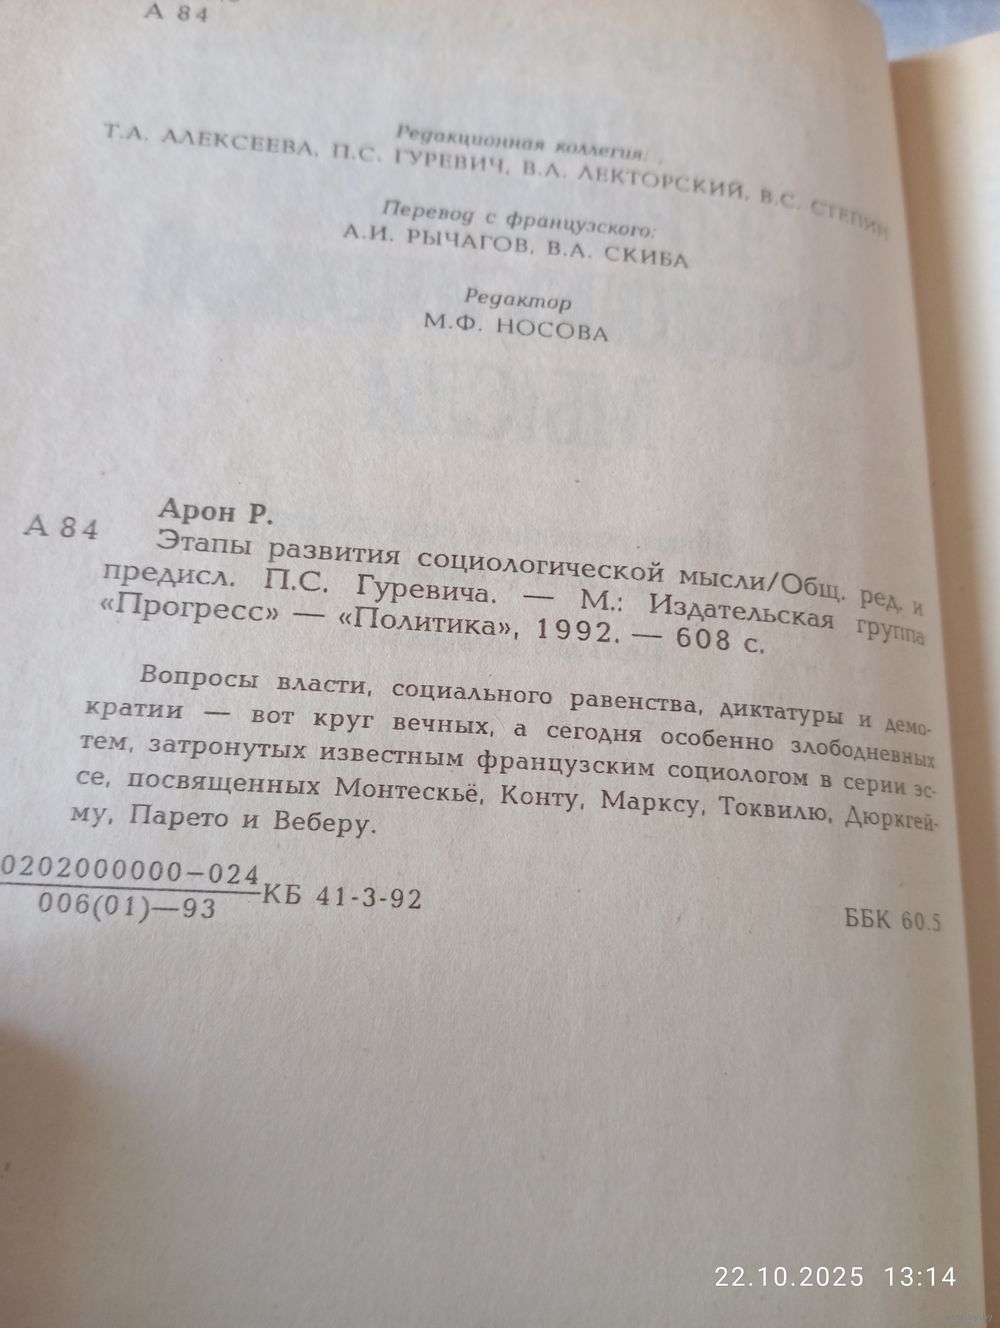 А 84
Редакционная коллегия:
Т.А. АЛЕКСЕЕВА, П.С. ГУРЕВИЧ, В.А. ЛЕКТОРСКИЙ, В.С. СТЕПИН
Перевод с французского:
А.И. РЫЧАГОВ, В.А. СКИБА
Редактор
М.Ф. НОСОВА
Арон Р.
А 84 Этапы развития социологической мысли/Общ. ред. и
предисл. П.С. Гуревича. — М.: Издательская группа
«Прогресс» — «Политика», 1992. — 608 с.
Вопросы власти, социального равенства, диктатуры и демо-
кратии — вот круг вечных, а сегодня особенно злободневных
тем, затронутых известным французским социологом в серии эс-
се, посвященных Монтескьё, Конту, Марксу, Токвилю, Дюркгей-
му, Парето и Веберу.
0202000000—024
006(01)—93
КБ 41-3-92
ББК 60.5
22.10.2025 13:14